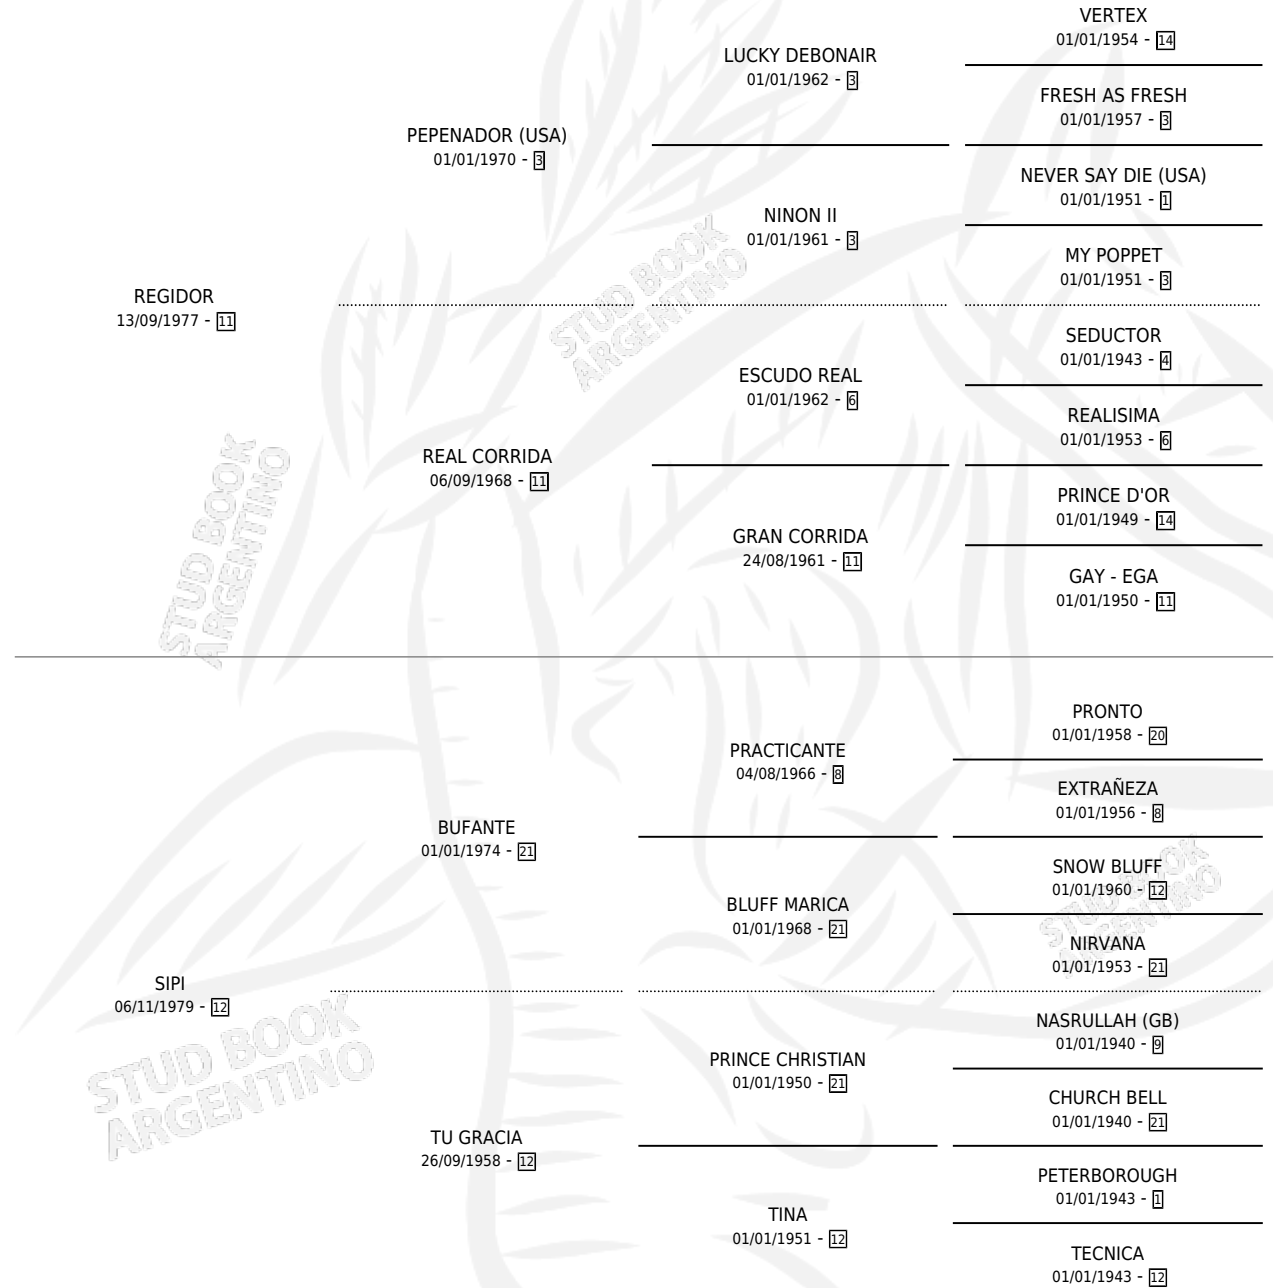 VERTEX
01/01/1954 - 14
LUCKY DEBONAIR
01/01/1962 - 3
FRESH AS FRESH
01/01/1957 - 3
PEPENADOR (USA)
01/01/1970 - 3
NEVER SAY DIE (USA)
01/01/1951 - 1
NINON II
01/01/1961 - 3
MY POPPET
01/01/1951 - 3
REGIDOR
13/09/1977 - 11
SEDUCTOR
01/01/1943 - 4
ESCUDO REAL
01/01/1962 - 6
REALISIMA
01/01/1953 - 6
REAL CORRIDA
06/09/1968 - 11
PRINCE D'OR
01/01/1949 - 14
GRAN CORRIDA
24/08/1961 - 11
GAY - EGA
01/01/1950 - 11
PRONTO
01/01/1958 - 20
PRACTICANTE
04/08/1966 - 8
EXTRAÑEZA
01/01/1956 - 8
BUFANTE
01/01/1974 - 21
SNOW BLUFF
01/01/1960 - 12
BLUFF MARICA
01/01/1968 - 21
NIRVANA
01/01/1953 - 21
SIPI
06/11/1979 - 12
NASRULLAH (GB)
01/01/1940 - 9
PRINCE CHRISTIAN
01/01/1950 - 21
CHURCH BELL
01/01/1940 - 21
TU GRACIA
26/09/1958 - 12
PETERBOROUGH
01/01/1943 - 1
TINA
01/01/1951 - 12
TECNICA
01/01/1943 - 12
STUD BOOK
ARGENTINO
STUD BOOK
ARGENTINO
STUD BOOK
ARGENTINO
STUD BOOK
ARGENTINO